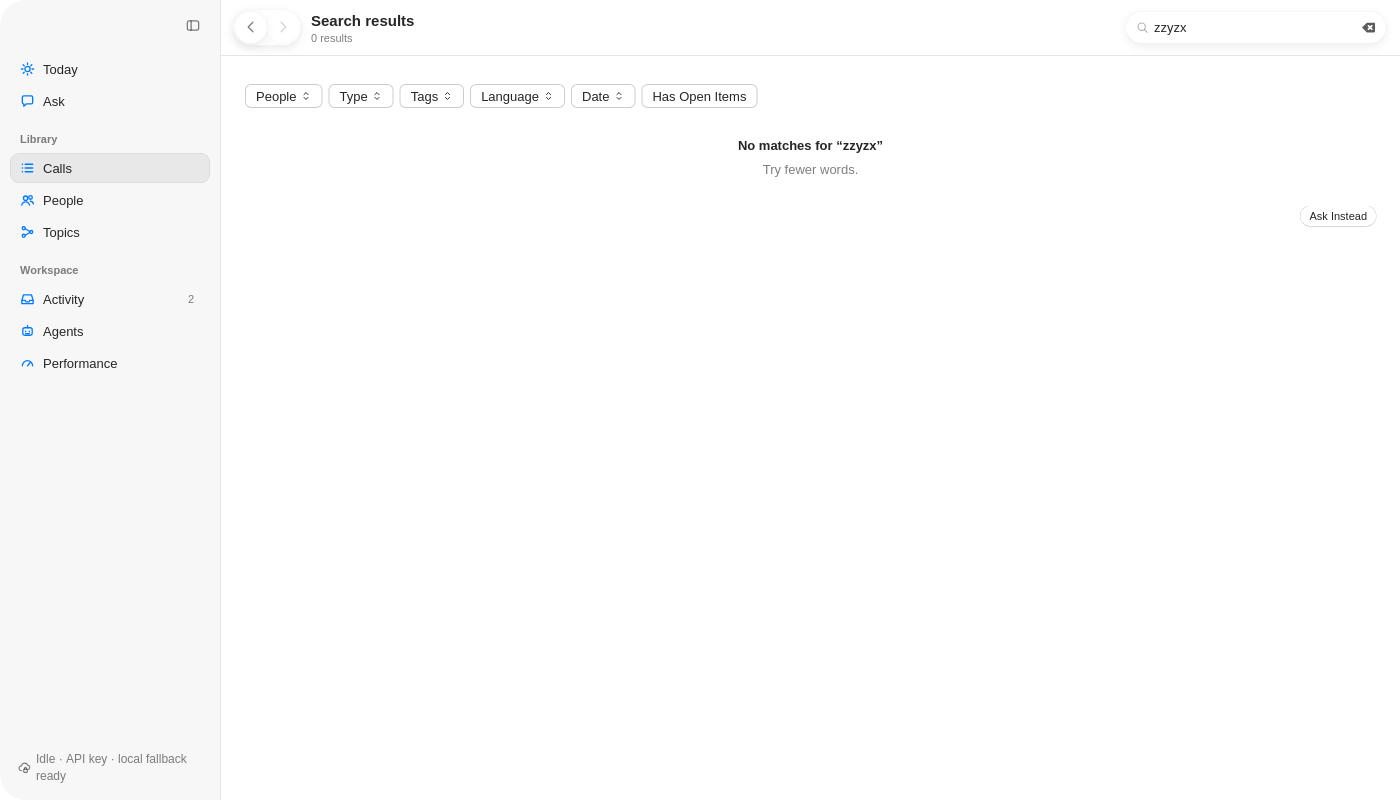 Today
Ask
Library
Calls
People
Topics
Workspace
Activity 2
Agents
Performance
Idle · API key · local fallback
ready
Search results
0 results
zzyzx
People Type Tags Language Date Has Open Items
No matches for “zzyzx”
Try fewer words.
Ask Instead